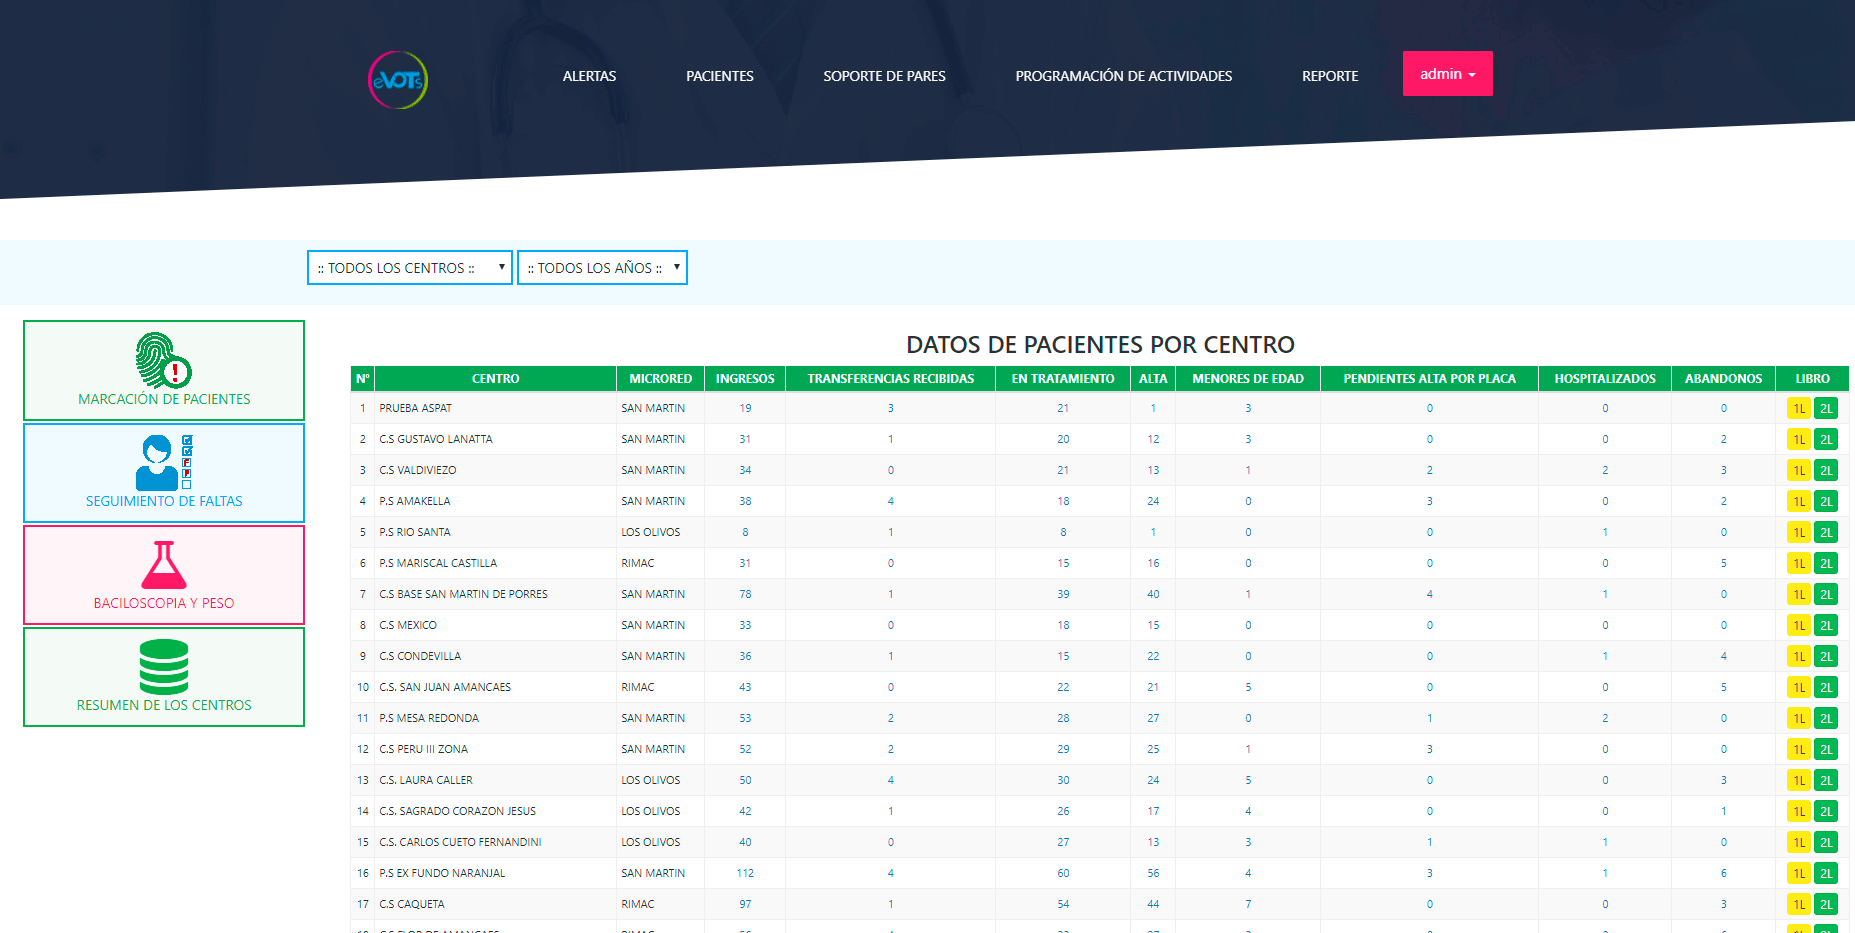 eVOTs
ALERTAS PACIENTES SOPORTE DE PARES PROGRAMACIÓN DE ACTIVIDADES REPORTE admin
:: TODOS LOS CENTROS :: :: TODOS LOS AÑOS ::
MARCACIÓN DE PACIENTES
SEGUIMIENTO DE FALTAS
BACILOSCOPIA Y PESO
RESUMEN DE LOS CENTROS
DATOS DE PACIENTES POR CENTRO
N° CENTRO MICRORED INGRESOS TRANSFERENCIAS RECIBIDAS EN TRATAMIENTO ALTA MENORES DE EDAD PENDIENTES ALTA POR PLACA HOSPITALIZADOS ABANDONOS LIBRO
1 PRUEBA ASPAT SAN MARTIN 19 3 21 1 3 0 0 0 1L 2L
2 C.S GUSTAVO LANATTA SAN MARTIN 31 1 20 12 3 0 0 2 1L 2L
3 C.S VALDIVIEZO SAN MARTIN 34 0 21 13 1 2 2 3 1L 2L
4 P.S AMAKELLA SAN MARTIN 38 4 18 24 0 3 0 2 1L 2L
5 P.S RIO SANTA LOS OLIVOS 8 1 8 1 0 0 1 0 1L 2L
6 P.S MARISCAL CASTILLA RIMAC 31 0 15 16 0 0 0 5 1L 2L
7 C.S BASE SAN MARTIN DE PORRES SAN MARTIN 78 1 39 40 1 4 1 0 1L 2L
8 C.S MEXICO SAN MARTIN 33 0 18 15 0 0 0 0 1L 2L
9 C.S CONDEVILLA SAN MARTIN 36 1 15 22 0 0 1 4 1L 2L
10 C.S. SAN JUAN AMANCAES RIMAC 43 0 22 21 5 0 0 5 1L 2L
11 P.S MESA REDONDA SAN MARTIN 53 2 28 27 0 1 2 0 1L 2L
12 C.S PERU III ZONA SAN MARTIN 52 2 29 25 1 3 0 0 1L 2L
13 C.S. LAURA CALLER LOS OLIVOS 50 4 30 24 5 0 0 3 1L 2L
14 C.S. SAGRADO CORAZON JESUS LOS OLIVOS 42 1 26 17 4 0 0 1 1L 2L
15 C.S. CARLOS CUETO FERNANDINI LOS OLIVOS 40 0 27 13 3 1 1 0 1L 2L
16 P.S EX FUNDO NARANJAL SAN MARTIN 112 4 60 56 4 3 1 6 1L 2L
17 C.S CAQUETA RIMAC 97 1 54 44 7 0 0 3 1L 2L